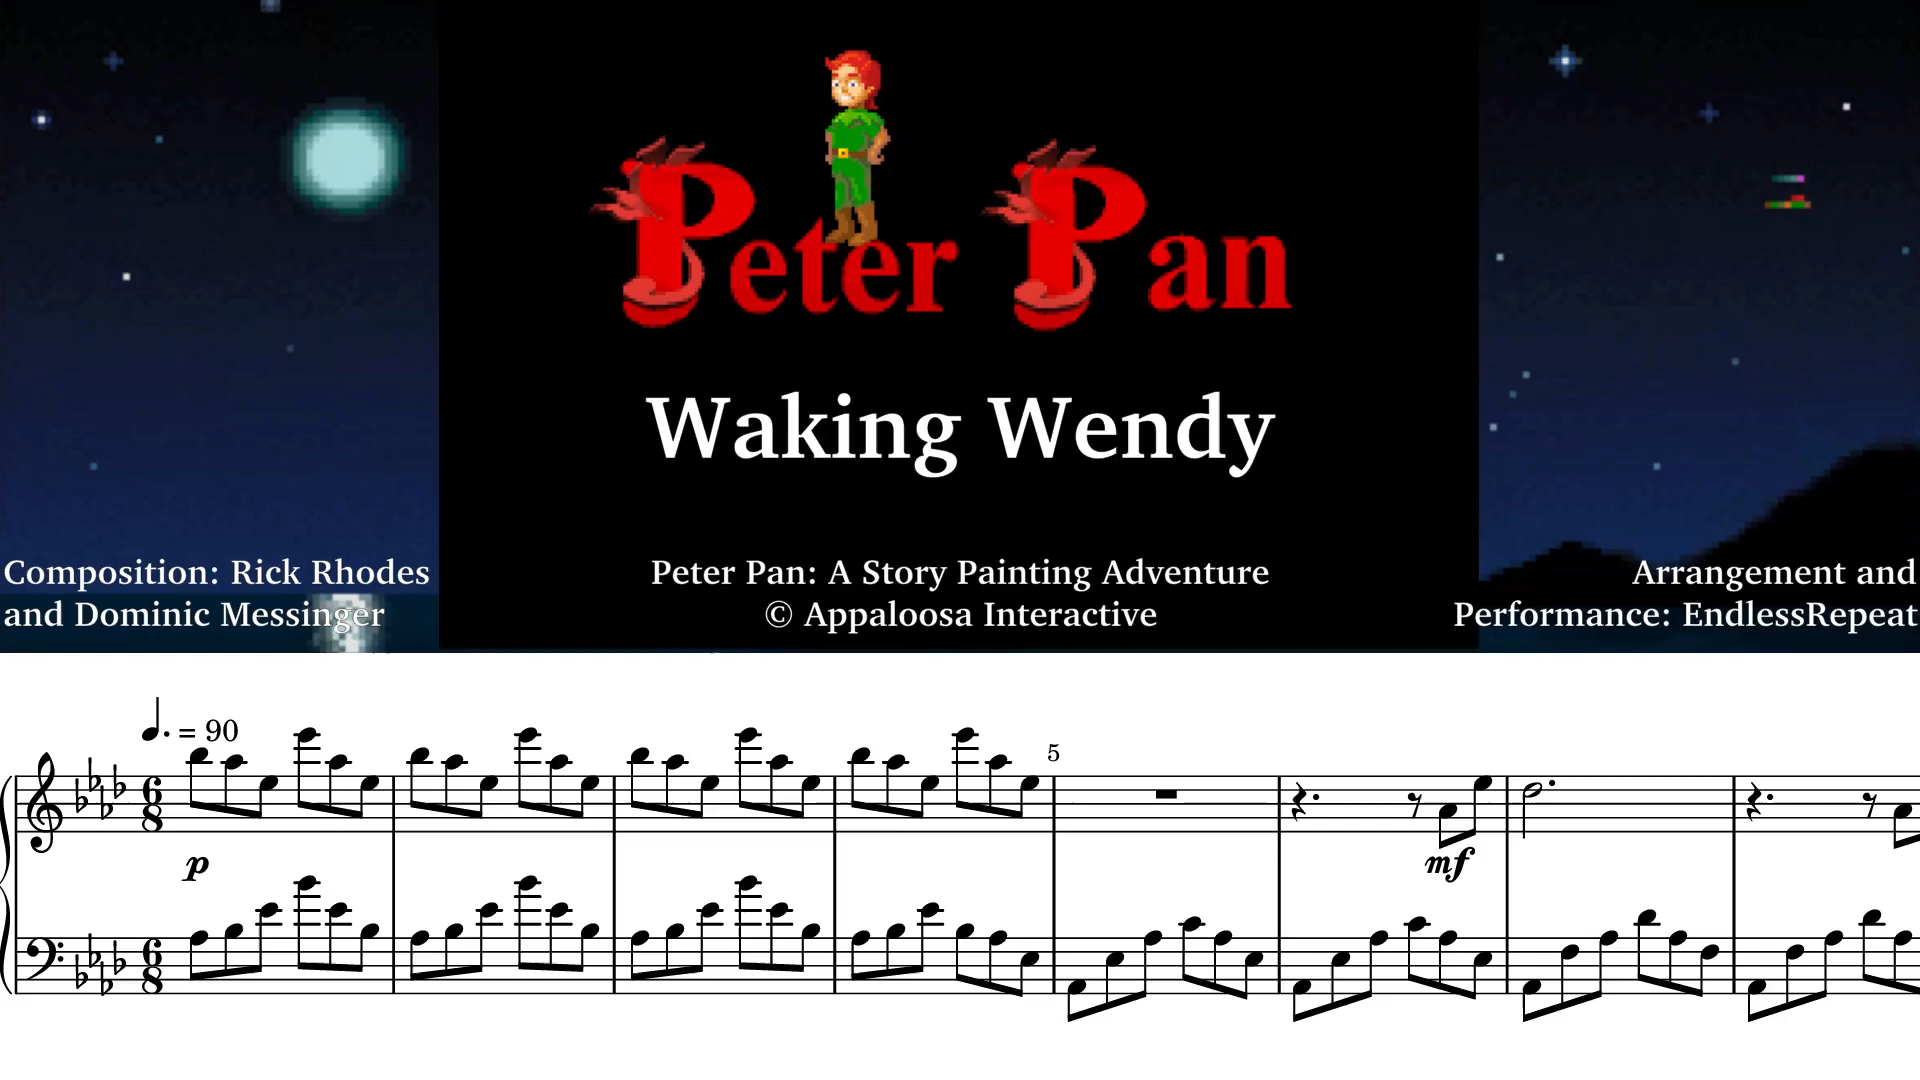 Peter Pan
Waking Wendy
Composition: Rick Rhodes
and Dominic Messinger
Peter Pan: A Story Painting Adventure
© Appaloosa Interactive
Arrangement and
Performance: EndlessRepeat
♩. = 90
5
6
8
p
mf
6
8